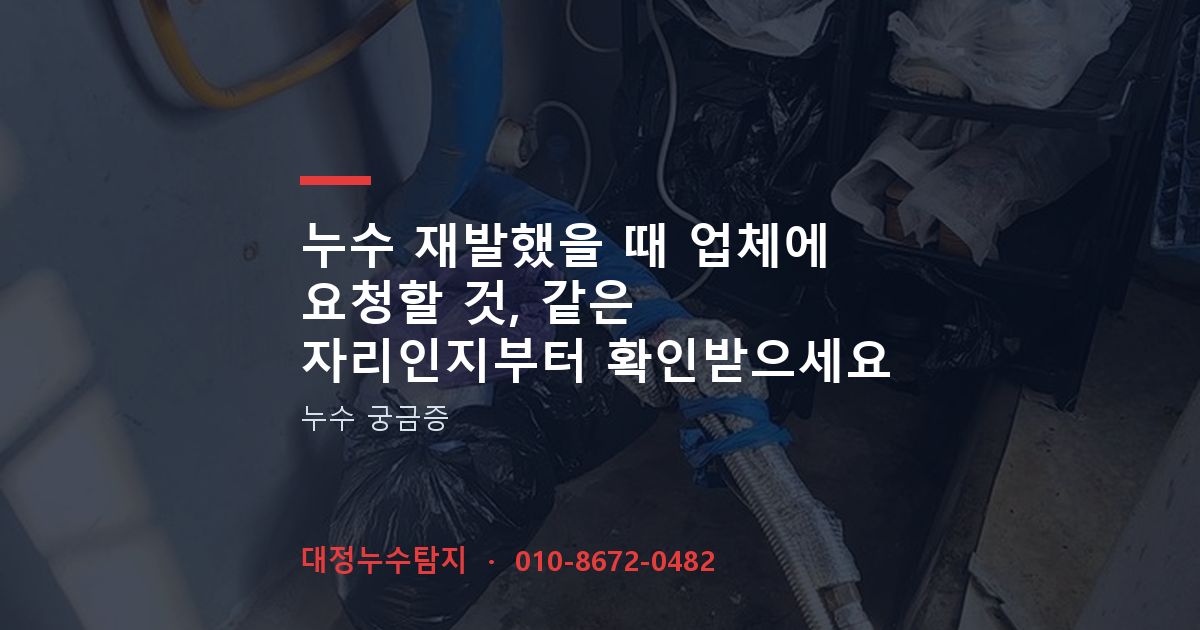 누수 재발했을 때 업체에
요청할 것, 같은
자리인지부터 확인받으세요
누수 궁금증
대정누수탐지 · 010-8672-0482